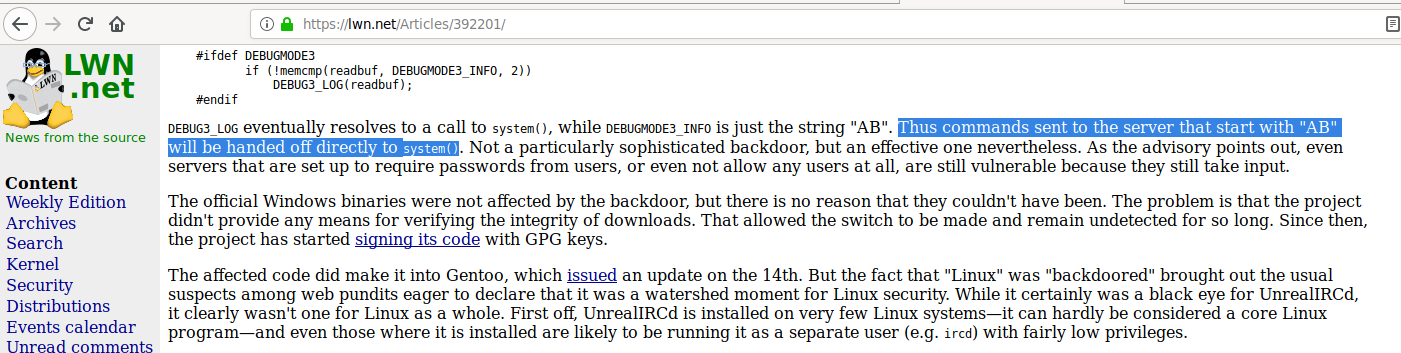 https://lwn.net/Articles/392201/
LWN
.net
News from the source
Content
Weekly Edition
Archives
Search
Kernel
Security
Distributions
Events calendar
Unread comments
#ifdef DEBUGMODE3
if (!memcmp(readbuf, DEBUGMODE3_INFO, 2))
DEBUG3_LOG(readbuf);
#endif
DEBUG3_LOG eventually resolves to a call to system(), while DEBUGMODE3_INFO is just the string "AB". Thus commands sent to the server that start with "AB"
will be handed off directly to system(). Not a particularly sophisticated backdoor, but an effective one nevertheless. As the advisory points out, even
servers that are set up to require passwords from users, or even not allow any users at all, are still vulnerable because they still take input.
The official Windows binaries were not affected by the backdoor, but there is no reason that they couldn't have been. The problem is that the project
didn't provide any means for verifying the integrity of downloads. That allowed the switch to be made and remain undetected for so long. Since then,
the project has started signing its code with GPG keys.
The affected code did make it into Gentoo, which issued an update on the 14th. But the fact that "Linux" was "backdoored" brought out the usual
suspects among web pundits eager to declare that it was a watershed moment for Linux security. While it certainly was a black eye for UnrealIRCd,
it clearly wasn't one for Linux as a whole. First off, UnrealIRCd is installed on very few Linux systems—it can hardly be considered a core Linux
program—and even those where it is installed are likely to be running it as a separate user (e.g. ircd) with fairly low privileges.